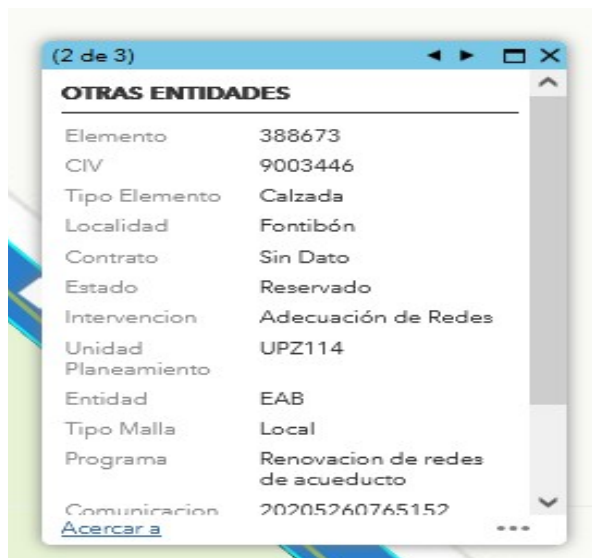 (2 de 3)
OTRAS ENTIDADES
Elemento 388673
CIV 9003446
Tipo Elemento Calzada
Localidad Fontibón
Contrato Sin Dato
Estado Reservado
Intervencion Adecuación de Redes
Unidad UPZ114
Planeamiento
Entidad EAB
Tipo Malla Local
Programa Renovacion de redes
de acueducto
Comunicacion 20205260765152
Acercar a